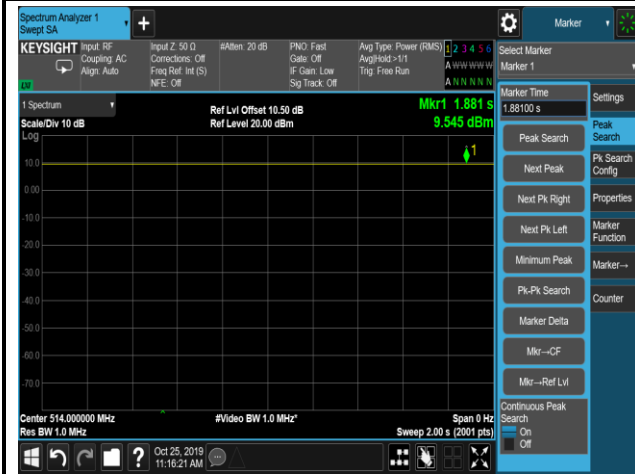 Spectrum Analyzer 1
Swept SA
Marker
KEYSIGHT Input: RF
Coupling: AC
Align: Auto
Input Z: 50 Ω
Corrections: Off
Freq Ref: Int (S)
NFE: Off
#Atten: 20 dB
PNO: Fast
Gate: Off
IF Gain: Low
Sig Track: Off
Avg Type: Power (RMS)
Avg|Hold:>1/1
Trig: Free Run
1 2 3 4 5 6
A W W W W W
A N N N N N
Select Marker
Marker 1
Marker Time
1.88100 s
Settings
Peak Search
Peak
Search
Next Peak
Pk Search
Config
Next Pk Right
Properties
Next Pk Left
Marker
Function
Minimum Peak
Marker→
Pk-Pk Search
Counter
Marker Delta
Mkr→CF
Mkr→Ref Lvl
Continuous Peak
Search
On
Off
1 Spectrum
Scale/Div 10 dB
Ref Lvl Offset 10.50 dB
Ref Level 20.00 dBm
Mkr1 1.881 s
9.545 dBm
Log
1
10.0
0.00
-10.0
-20.0
-30.0
-40.0
-50.0
-60.0
-70.0
Center 514.000000 MHz
#Video BW 1.0 MHz*
Span 0 Hz
Res BW 1.0 MHz
Sweep 2.00 s (2001 pts)
?
Oct 25, 2019
11:16:21 AM